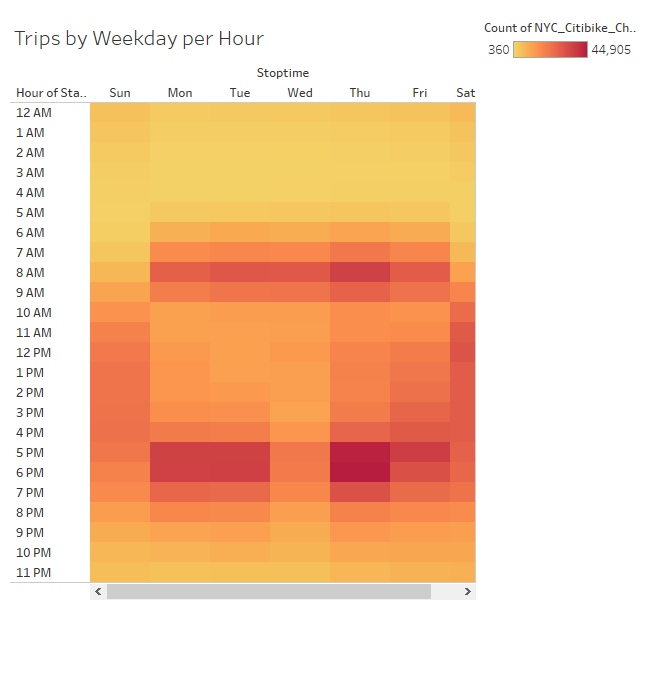 Trips by Weekday per Hour
Count of NYC_Citibike_Ch..
360 44,905
Stoptime
Hour of Sta.. Sun Mon Tue Wed Thu Fri Sat
12 AM
1 AM
2 AM
3 AM
4 AM
5 AM
6 AM
7 AM
8 AM
9 AM
10 AM
11 AM
12 PM
1 PM
2 PM
3 PM
4 PM
5 PM
6 PM
7 PM
8 PM
9 PM
10 PM
11 PM